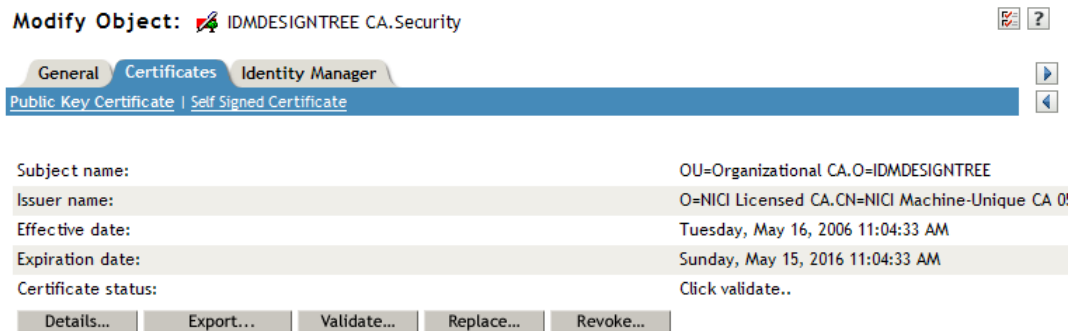 Modify Object: IDMDESIGNTREE CA.Security ?
General Certificates Identity Manager
Public Key Certificate | Self Signed Certificate
Subject name: OU=Organizational CA.O=IDMDESIGNTREE
Issuer name: O=NICI Licensed CA.CN=NICI Machine-Unique CA
Effective date: Tuesday, May 16, 2006 11:04:33 AM
Expiration date: Sunday, May 15, 2016 11:04:33 AM
Certificate status: Click validate..
Details... Export... Validate... Replace... Revoke...